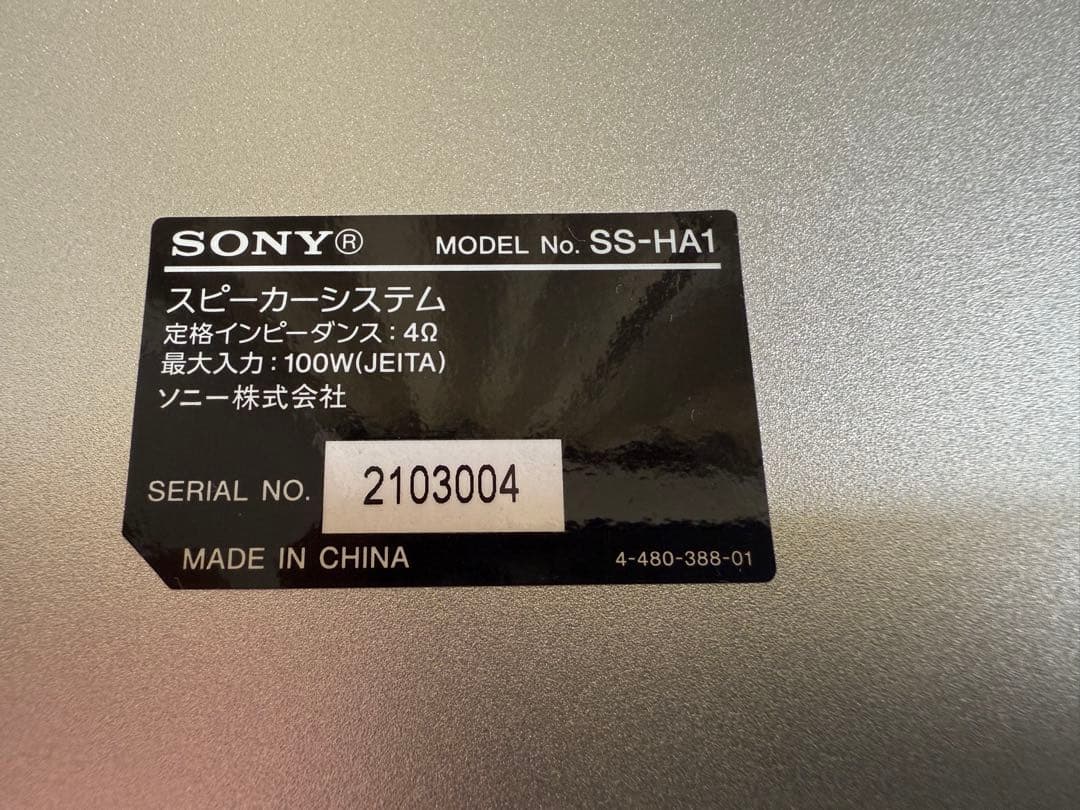 SONY® MODEL No. SS-HA1
スピーカーシステム
定格インピーダンス：4Ω
最大入力：100W(JEITA)
ソニー株式会社
SERIAL NO. 2103004
MADE IN CHINA 4-480-388-01